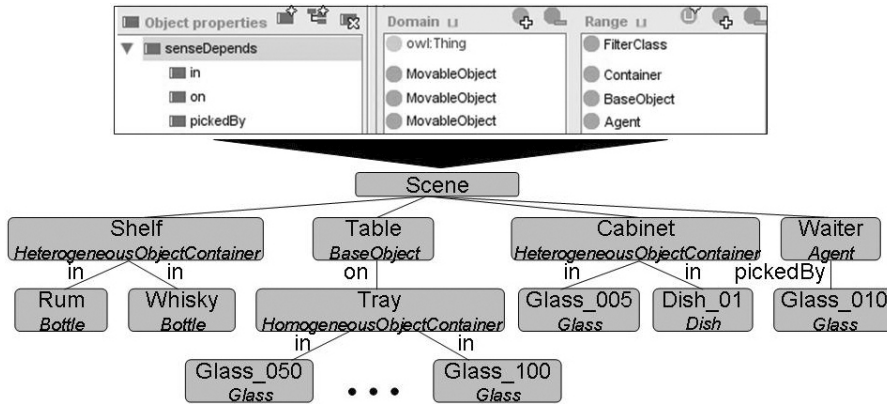 Object properties Domain ⊔ Range ⊔
senseDepends owl:Thing FilterClass
in MovableObject Container
on MovableObject BaseObject
pickedBy MovableObject Agent
Scene
Shelf Table Cabinet Waiter
HeterogeneousObjectContainer BaseObject HeterogeneousObjectContainer Agent
in in on in in pickedBy
Rum Whisky Tray Glass_005 Dish_01 Glass_010
Bottle Bottle HomogeneousObjectContainer Glass Dish Glass
in in
Glass_050 • • • Glass_100
Glass Glass